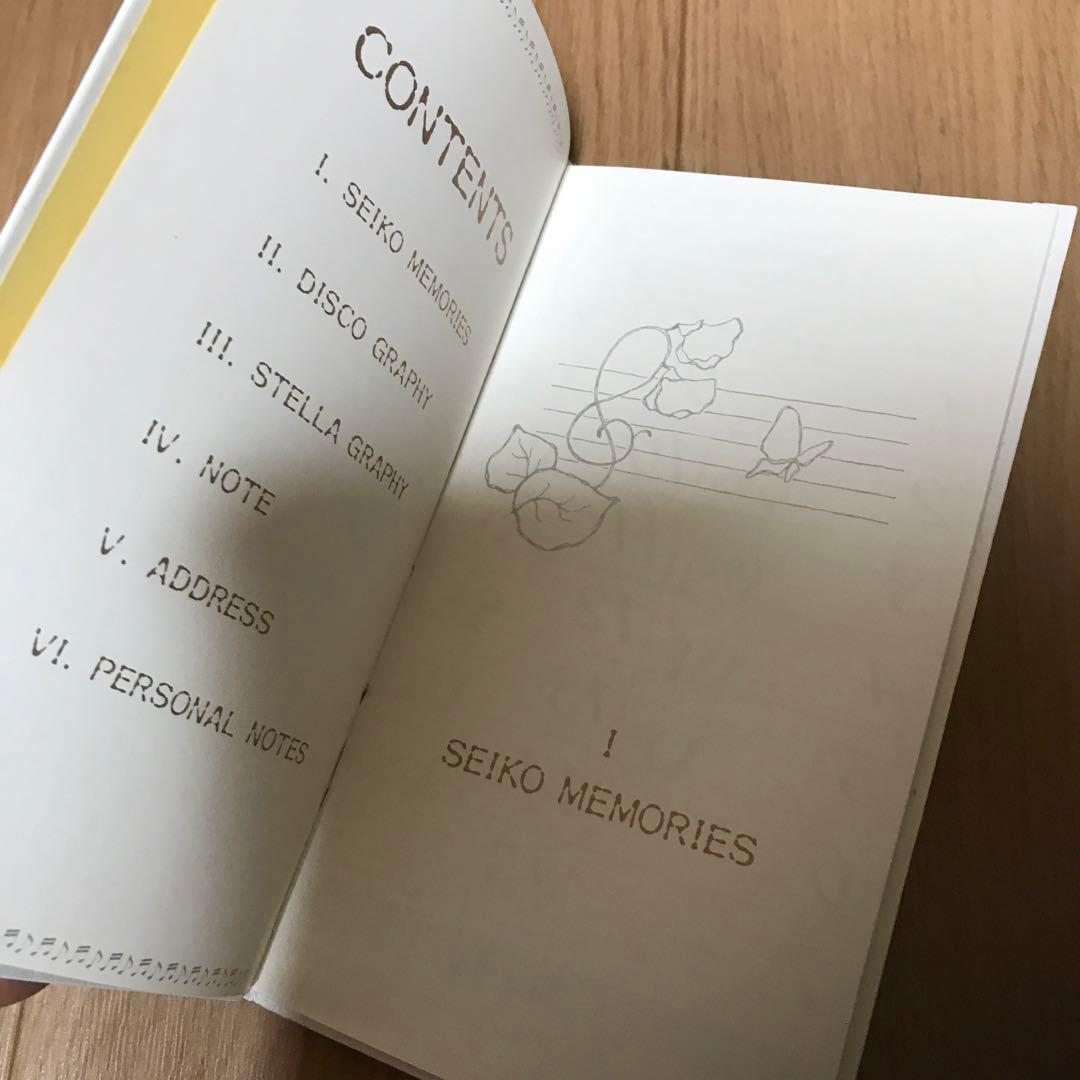 CONTENTS
I. SEIKO MEMORIES
II. DISCO GRAPHY
III. STELLA GRAPHY
IV. NOTE
V. ADDRESS
VI. PERSONAL NOTES
I
SEIKO MEMORIES